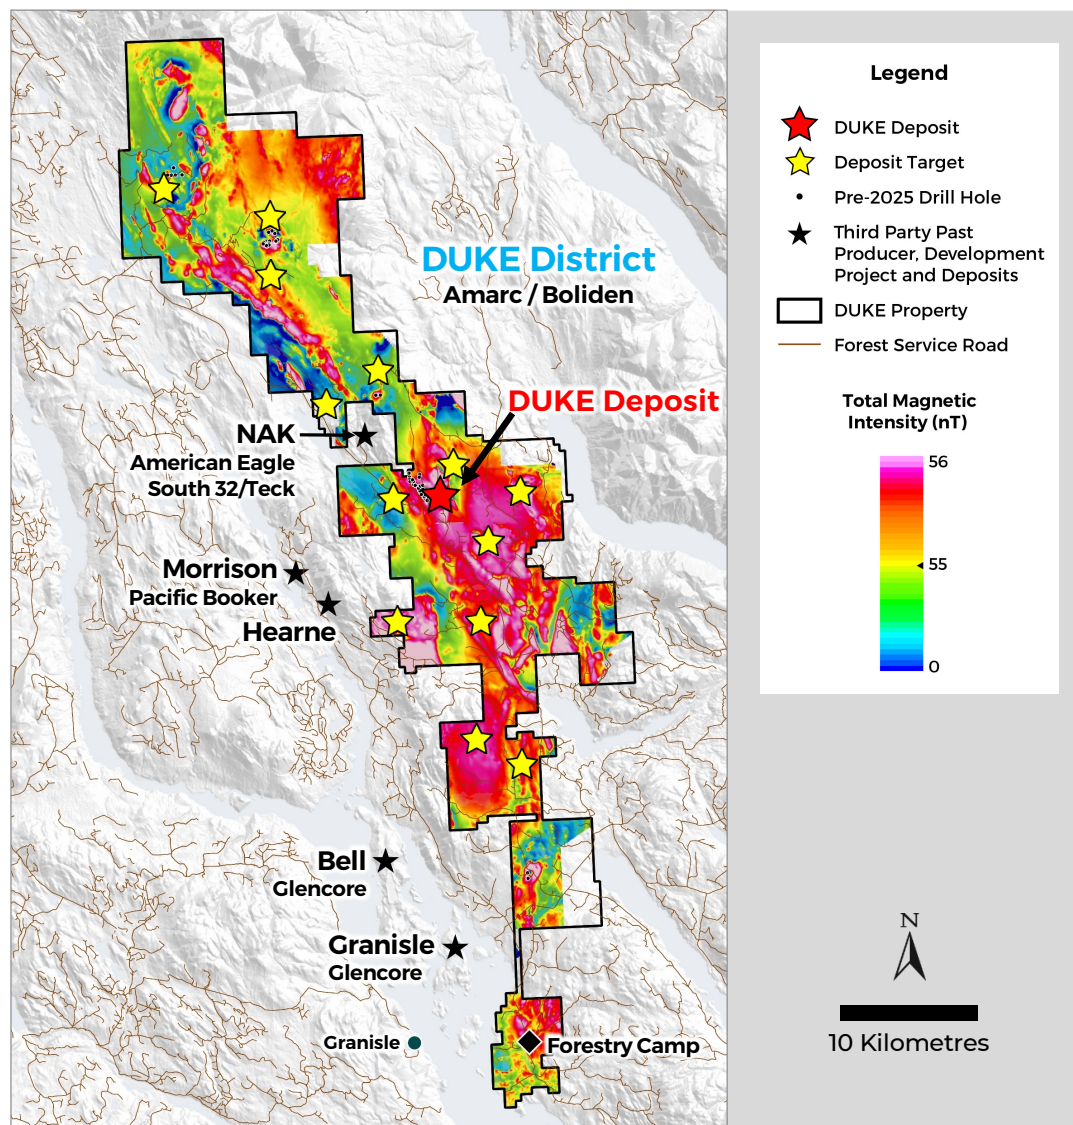 DUKE District
Amarc / Boliden
DUKE Deposit
NAK
American Eagle
South 32/Teck
Morrison
Pacific Booker
Hearne
Bell
Glencore
Granisle
Glencore
Granisle
Forestry Camp
Legend
DUKE Deposit
Deposit Target
Pre-2025 Drill Hole
Third Party Past
Producer, Development
Project and Deposits
DUKE Property
Forest Service Road
Total Magnetic
Intensity (nT)
56
55
0
N
10 Kilometres